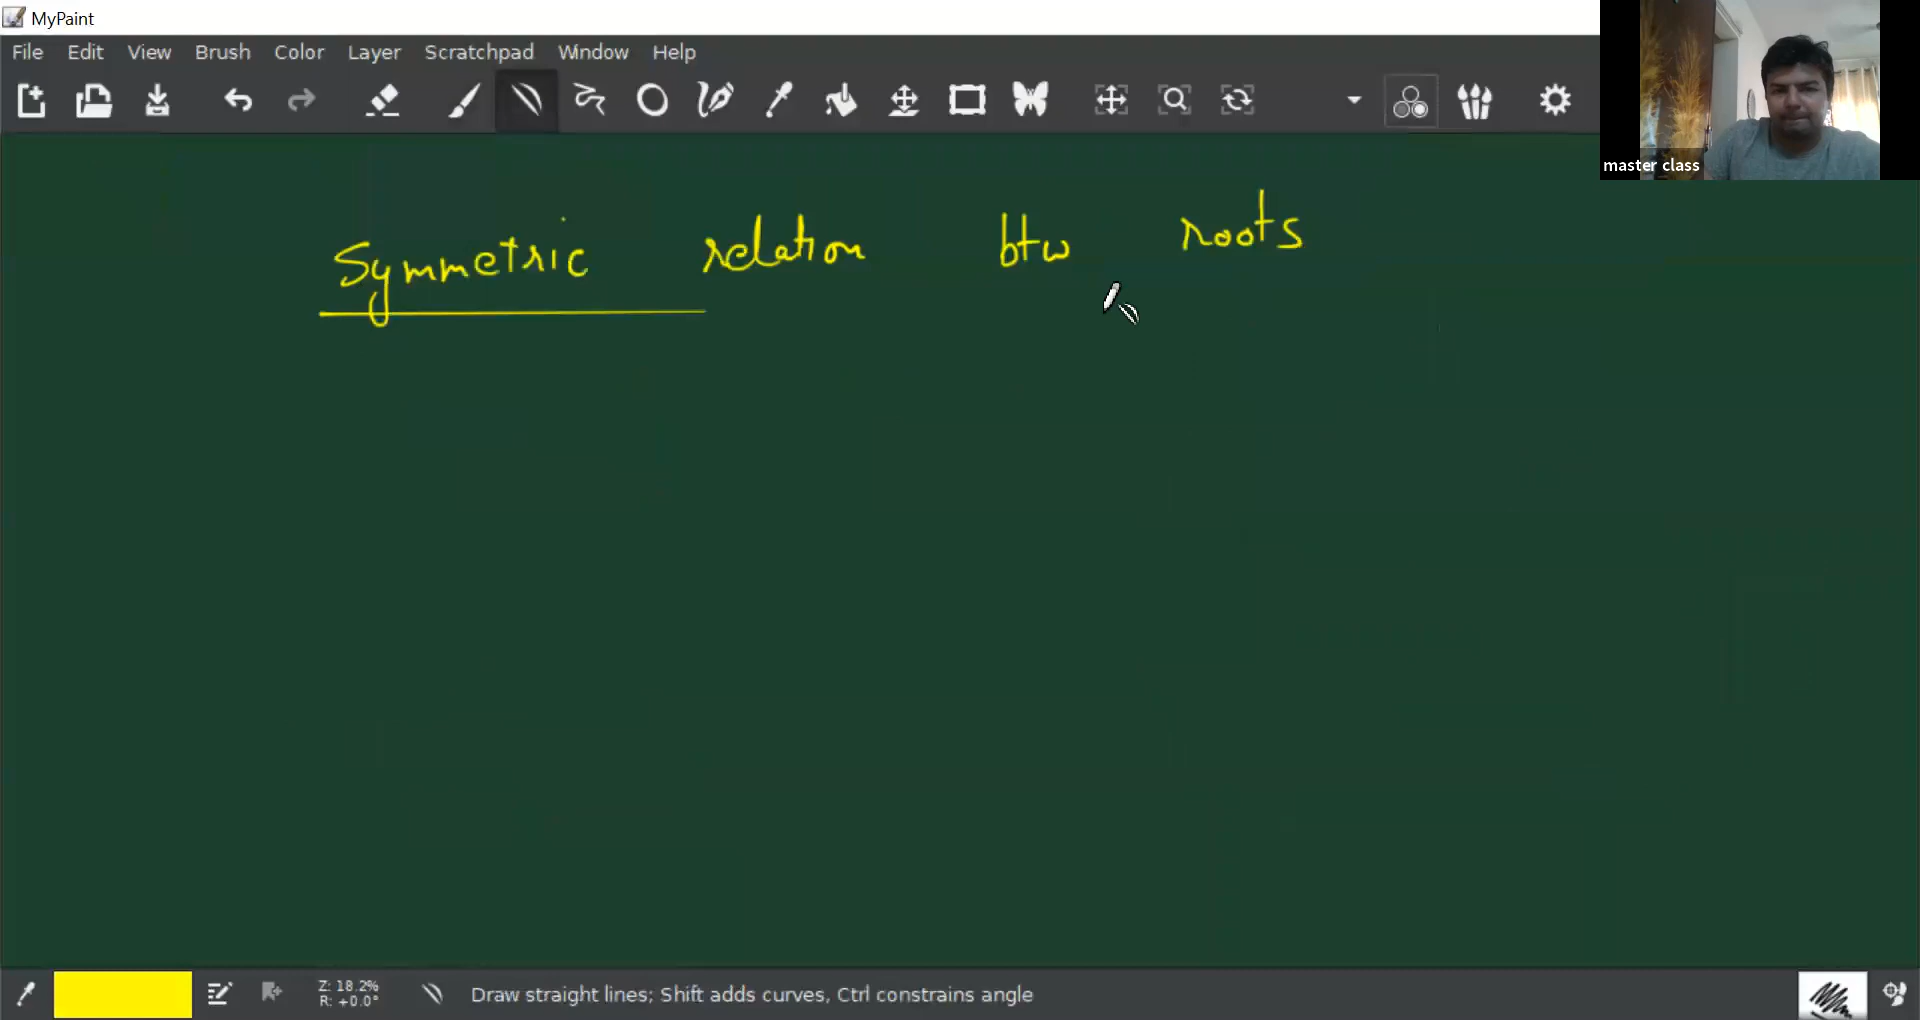 MyPaint
File Edit View Brush Color Layer Scratchpad Window Help
master class
Symmetric relation btw roots
Z: 18.2%
R: +0.0°
Draw straight lines; Shift adds curves, Ctrl constrains angle